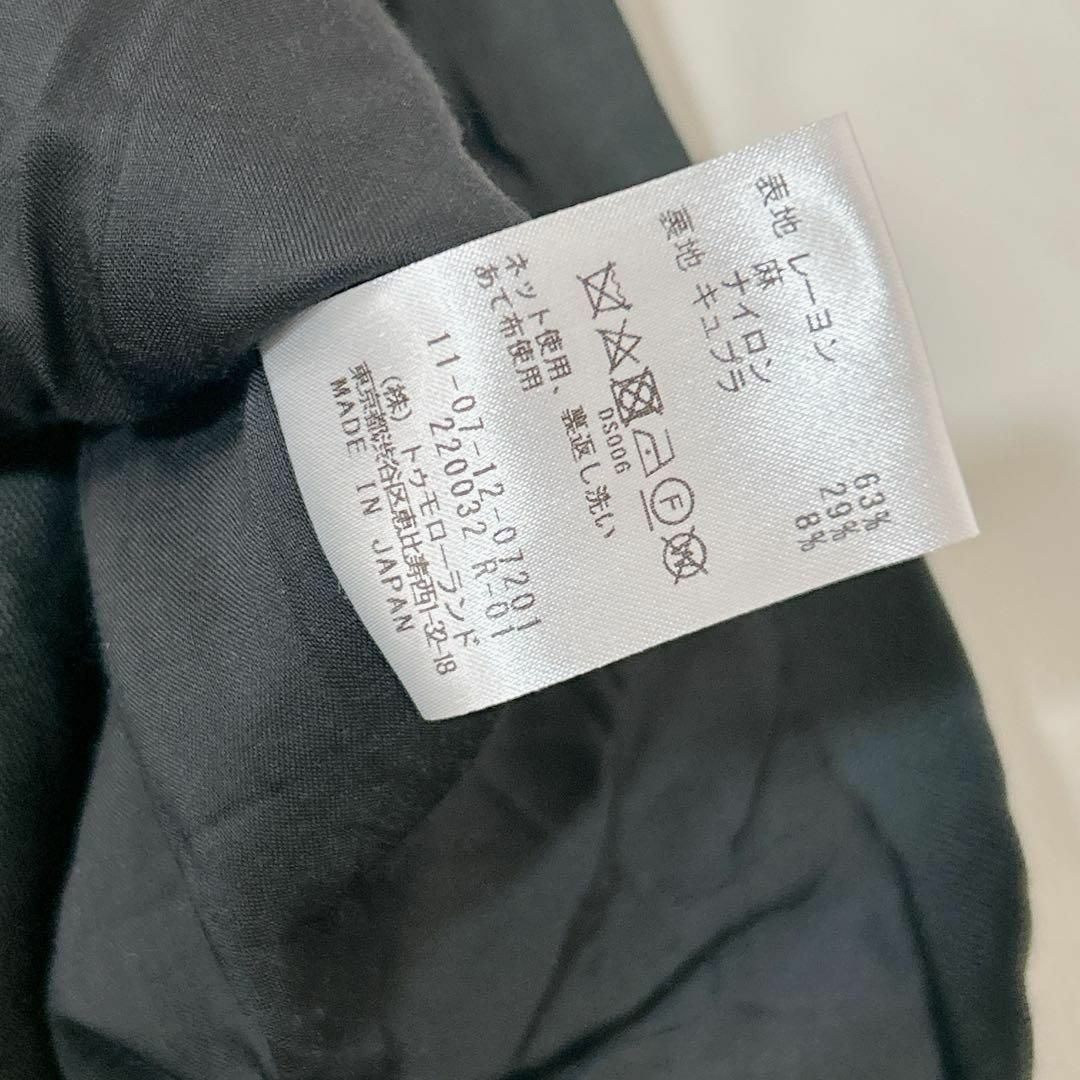 表地 レーヨン 63%
麻 29%
ナイロン 8%
裏地 キュプラ
DS006
F
ネット使用、裏返し洗い
あて布使用
11-07-12-07201
220032 R-01
(株)トゥモローランド
東京都渋谷区恵比寿西1-32-18
MADE IN JAPAN